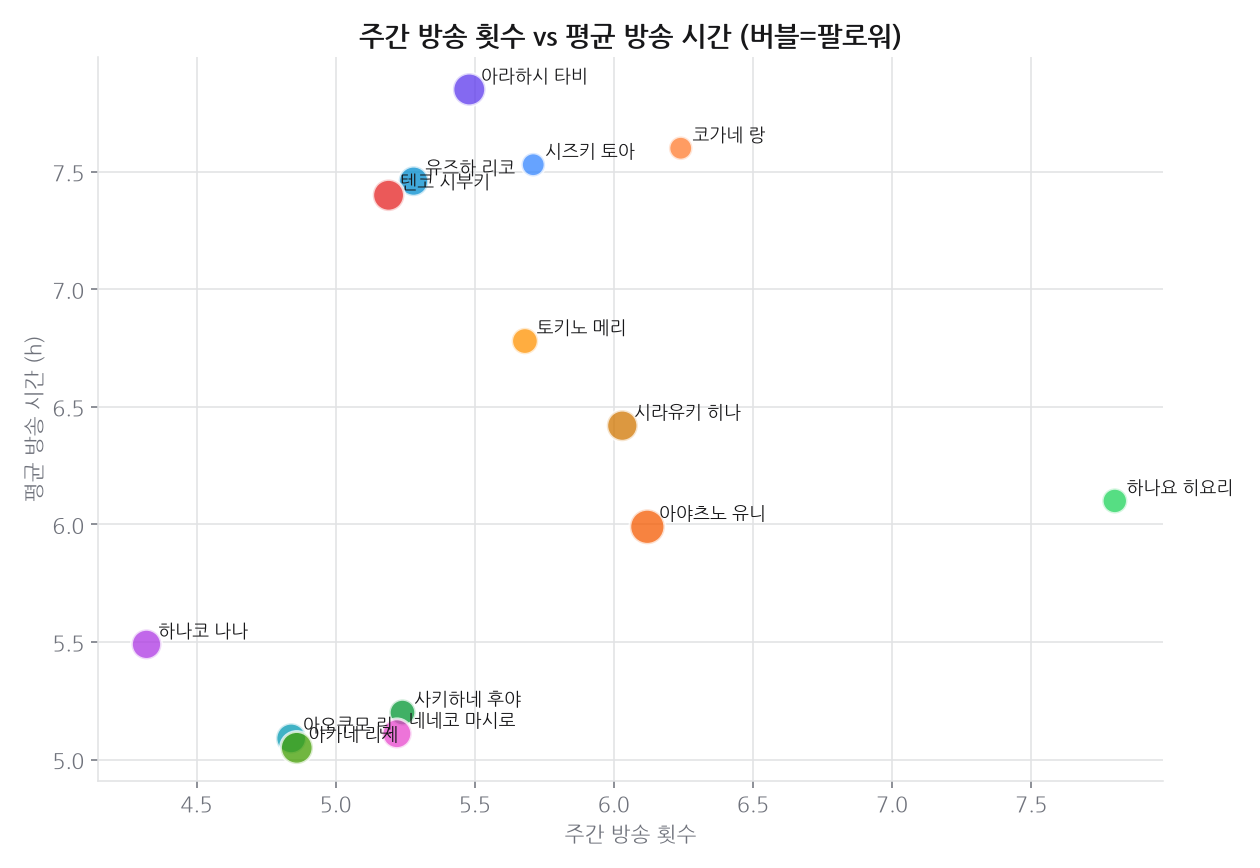 주간 방송 횟수 vs 평균 방송 시간 (버블=팔로워)
아라하시 타비
코가네 랑
시즈키 토아
유즈하 리코
텐코 시부키
토키노 메리
시라유키 히나
하나요 히요리
아야츠노 유니
하나코 나나
사키하네 후야
네네코 마시로
아오쿠모 린
아카네 리제
7.5
7.0
6.5
6.0
5.5
5.0
평균 방송 시간 (h)
4.5 5.0 5.5 6.0 6.5 7.0 7.5
주간 방송 횟수